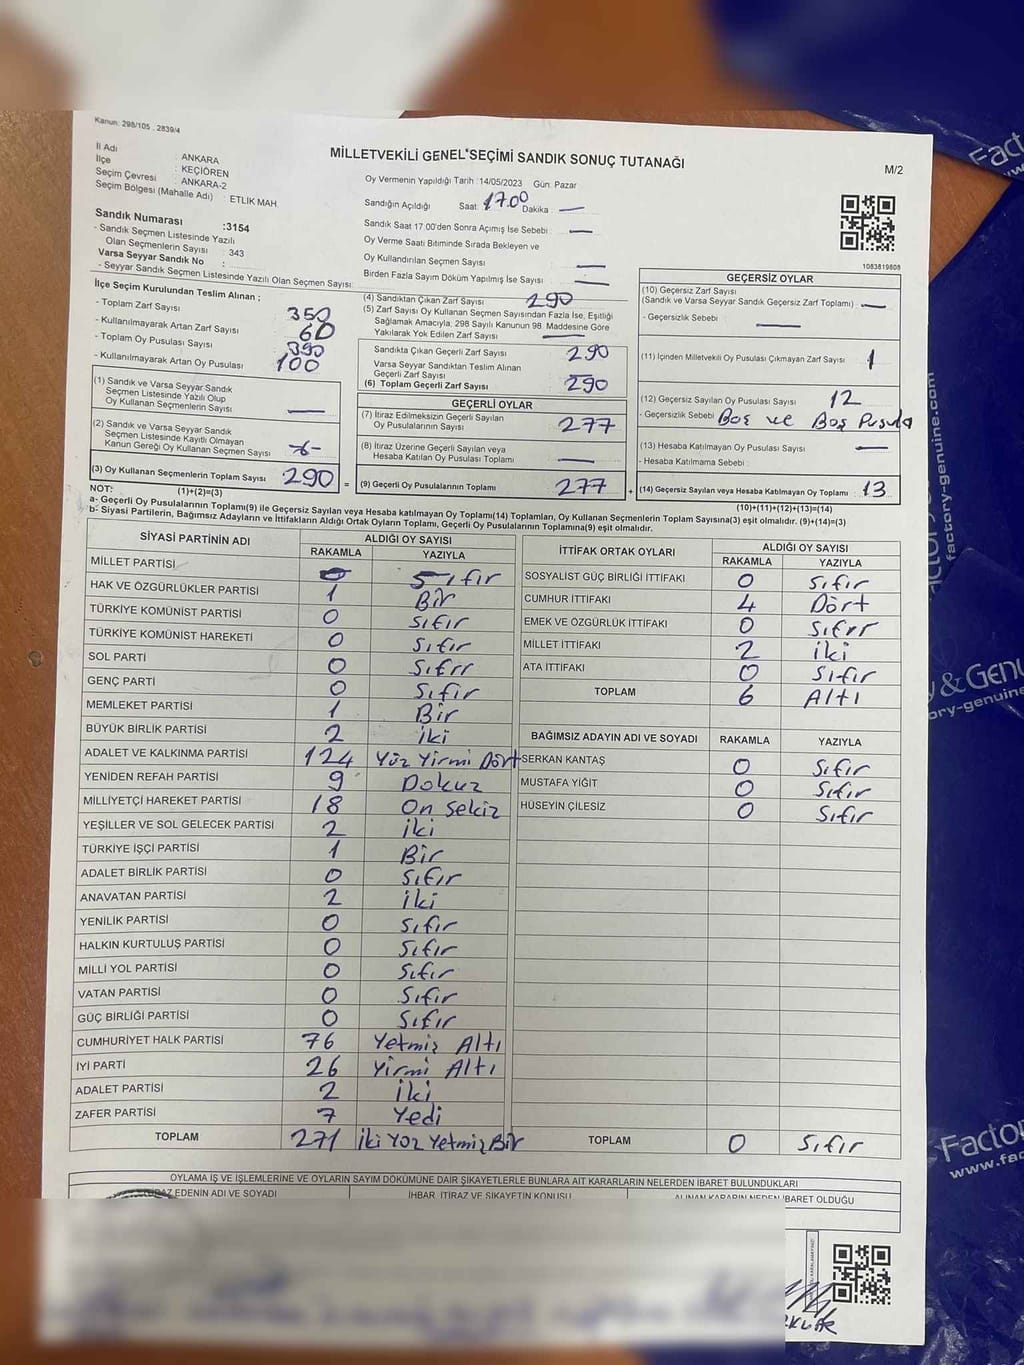 Kanun: 298/105 , 2839/4
İl Adı : ANKARA
İlçe : KEÇİÖREN
Seçim Çevresi : ANKARA-2
Seçim Bölgesi (Mahalle Adı) : ETLİK MAH.
MİLLETVEKİLİ GENEL SEÇİMİ SANDIK SONUÇ TUTANAĞI
M/2
Oy Vermenin Yapıldığı Tarih :14/05/2023 Gün: Pazar
Sandığın Açıldığı Saat: 17.00 Dakika : —
Sandık Saat 17.00'den Sonra Açılmış İse Sebebi : —
Oy Verme Saati Bitiminde Sırada Bekleyen ve
Oy Kullandırılan Seçmen Sayısı : —
Birden Fazla Sayım Döküm Yapılmış İse Sayısı : —
1083819808
Sandık Numarası :3154
- Sandık Seçmen Listesinde Yazılı
Olan Seçmenlerin Sayısı : 343
Varsa Seyyar Sandık No :
- Seyyar Sandık Seçmen Listesinde Yazılı Olan Seçmen Sayısı:
İlçe Seçim Kurulundan Teslim Alınan ;
- Toplam Zarf Sayısı 350
- Kullanılmayarak Artan Zarf Sayısı 60
- Toplam Oy Pusulası Sayısı 390
- Kullanılmayarak Artan Oy Pusulası 100
(1) Sandık ve Varsa Seyyar Sandık
Seçmen Listesinde Yazılı Olup
Oy Kullanan Seçmenlerin Sayısı —
(2) Sandık ve Varsa Seyyar Sandık
Seçmen Listesinde Kayıtlı Olmayan
Kanun Gereği Oy Kullanan Seçmen Sayısı
(3) Oy Kullanan Seçmenlerin Toplam Sayısı 290 =
(1)+(2)=(3)
(4) Sandıktan Çıkan Zarf Sayısı 290
(5) Zarf Sayısı Oy Kullanan Seçmen Sayısından Fazla İse, Eşitliği
Sağlamak Amacıyla, 298 Sayılı Kanunun 98. Maddesine Göre
Yakılarak Yok Edilen Zarf Sayısı —
Sandıkta Çıkan Geçerli Zarf Sayısı 290
Varsa Seyyar Sandıktan Teslim Alınan
Geçerli Zarf Sayısı —
(6) Toplam Geçerli Zarf Sayısı 290
GEÇERLİ OYLAR
(7) İtiraz Edilmeksizin Geçerli Sayılan
Oy Pusulalarının Sayısı 277
(8) İtiraz Üzerine Geçerli Sayılan veya
Hesaba Katılan Oy Pusulası Toplamı —
(9) Geçerli Oy Pusulalarının Toplamı 277 +
GEÇERSİZ OYLAR
(10) Geçersiz Zarf Sayısı
(Sandık ve Varsa Seyyar Sandık Geçersiz Zarf Toplamı) —
- Geçersizlik Sebebi : —
(11) İçinden Milletvekili Oy Pusulası Çıkmayan Zarf Sayısı 1
(12) Geçersiz Sayılan Oy Pusulası Sayısı 12
- Geçersizlik Sebebi : Boş ve Boş Pusula
(13) Hesaba Katılmayan Oy Pusulası Sayısı —
- Hesaba Katılmama Sebebi :
(14) Geçersiz Sayılan veya Hesaba Katılmayan Oy Pusulası Toplamı 13
(10)+(11)+(12)+(13)=(14)
NOT:
a- Geçerli Oy Pusulalarının Toplamı(9) ile Geçersiz Sayılan veya Hesaba Katılmayan Oy Pusulası Toplamı(14) Toplamları, Oy Kullanan Seçmenlerin Toplam Sayısına(3) eşit olmalıdır. (9)+(14)=(3)
b- Siyasi Partilerin, Bağımsız Adayların ve İttifakların Aldığı Ortak Oyların Toplamı, Geçerli Oy Pusulalarının Toplamına(9) eşit olmalıdır.
SİYASİ PARTİNİN ADI ALDIĞI OY SAYISI
RAKAMLA YAZIYLA
MİLLET PARTİSİ 0 Sıfır
HAK VE ÖZGÜRLÜKLER PARTİSİ 1 Bir
TÜRKİYE KOMÜNİST PARTİSİ 0 Sıfır
TÜRKİYE KOMÜNİST HAREKETİ 0 Sıfır
SOL PARTİ 0 Sıfır
GENÇ PARTİ 0 Sıfır
MEMLEKET PARTİSİ 1 Bir
BÜYÜK BİRLİK PARTİSİ 2 iki
ADALET VE KALKINMA PARTİSİ 124 Yüz Yirmi Dört
YENİDEN REFAH PARTİSİ 9 Dokuz
MİLLİYETÇİ HAREKET PARTİSİ 18 On Sekiz
YEŞİLLER VE SOL GELECEK PARTİSİ 2 iki
TÜRKİYE İŞÇİ PARTİSİ 1 Bir
ADALET BİRLİK PARTİSİ 0 Sıfır
ANAVATAN PARTİSİ 2 iki
YENİLİK PARTİSİ 0 Sıfır
HALKIN KURTULUŞ PARTİSİ 0 Sıfır
MİLLİ YOL PARTİSİ 0 Sıfır
VATAN PARTİSİ 0 Sıfır
GÜÇ BİRLİĞİ PARTİSİ 0 Sıfır
CUMHURİYET HALK PARTİSİ 76 Yetmiş Altı
İYİ PARTİ 26 Yirmi Altı
ADALET PARTİSİ 2 iki
ZAFER PARTİSİ 7 Yedi
TOPLAM 271 iki Yüz Yetmiş Bir
İTTİFAK ORTAK OYLARI ALDIĞI OY SAYISI
RAKAMLA YAZIYLA
SOSYALİST GÜÇ BİRLİĞİ İTTİFAKI 0 Sıfır
CUMHUR İTTİFAKI 4 Dört
EMEK VE ÖZGÜRLÜK İTTİFAKI 0 Sıfır
MİLLET İTTİFAKI 2 iki
ATA İTTİFAKI 0 Sıfır
TOPLAM 6 Altı
BAĞIMSIZ ADAYIN ADI VE SOYADI RAKAMLA YAZIYLA
SERKAN KANTAŞ 0 Sıfır
MUSTAFA YİĞİT 0 Sıfır
HÜSEYİN ÇİLESİZ 0 Sıfır
TOPLAM 0 Sıfır
OYLAMA İŞ VE İŞLEMLERİNE VE OYLARIN SAYIM DÖKÜMÜNE DAİR ŞİKAYETLERLE BUNLARA AİT KARARLARIN NELERDEN İBARET BULUNDUKLARI
EDENİN ADI VE SOYADI
İHBAR, İTİRAZ VE ŞİKAYETİN KONUSU
ALINAN KARARIN NEDEN İBARET OLDUĞU
Fact
factory-genuine.com
y & Genu
ory-genuine
Factor
www.fac